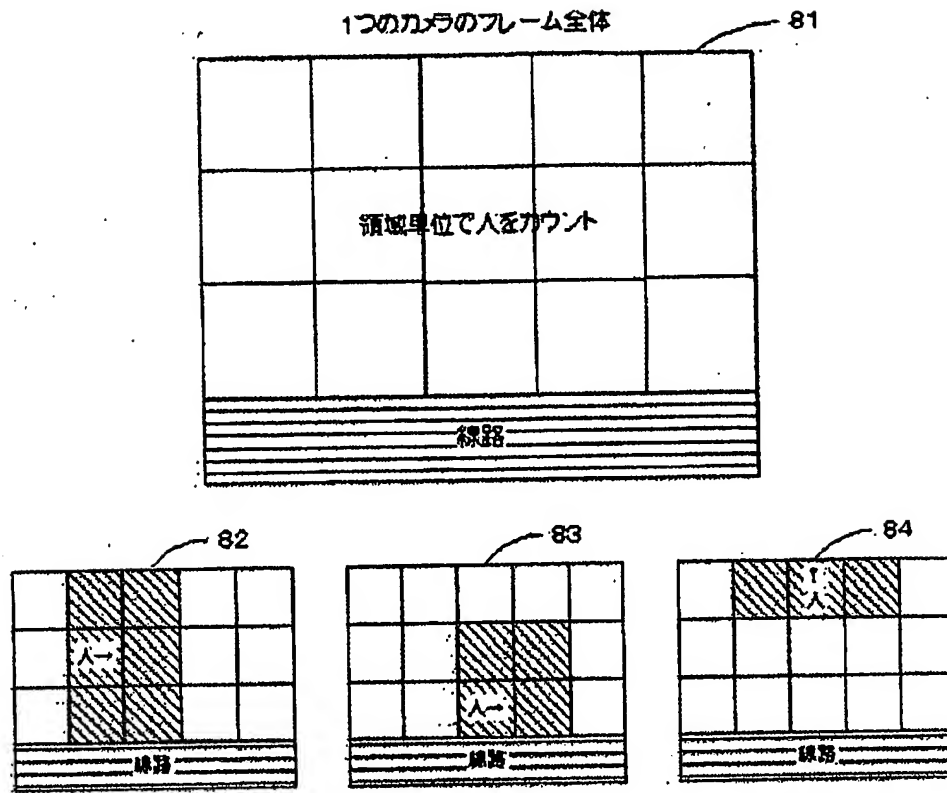 1つのカメラのフレーム全体
81
領域単位で人をカウント
線路
82
83
84
人→
人→
↑
人
線路
線路
線路